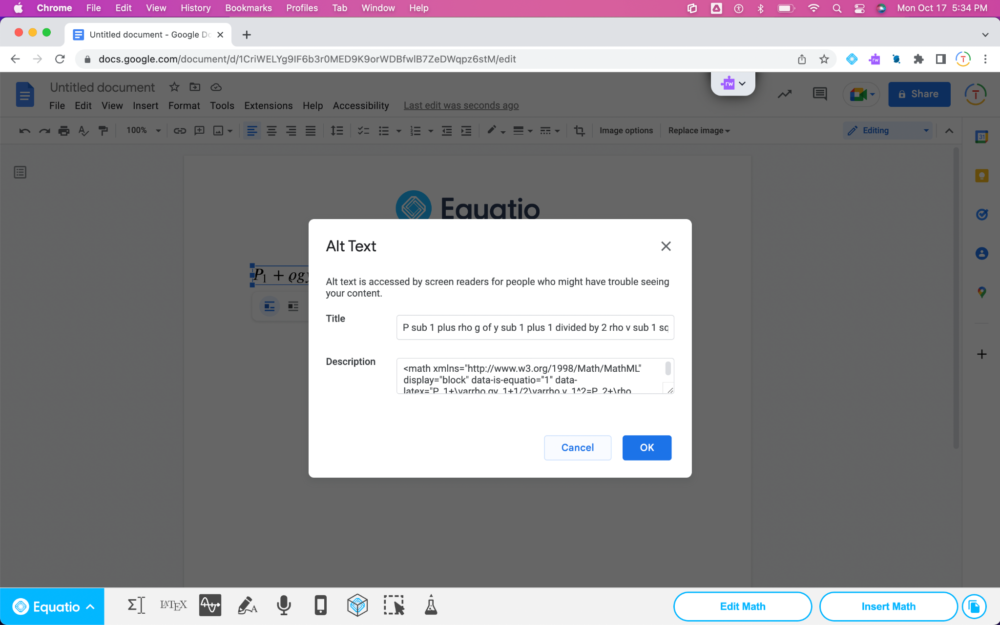 Chrome File Edit View History Bookmarks Profiles Tab Window Help Mon Oct 17 5:34 PM
Untitled document - Google Do
docs.google.com/document/d/1CriWELYg9IF6b3r0MED9K9orWDBfwlB7ZeDWqpz6stM/edit
rw
T
Untitled document
rw
File Edit View Insert Format Tools Extensions Help Accessibility Last edit was seconds ago
Share
T
100%
Image options
Replace image
Editing
31
Equatio
P₁ + ϱgy
Alt Text
Alt text is accessed by screen readers for people who might have trouble seeing
your content.
Title
P sub 1 plus rho g of y sub 1 plus 1 divided by 2 rho v sub 1 sq
Description
<math xmlns="http://www.w3.org/1998/Math/MathML"
display="block" data-is-equatio="1" data-
latex="P_1+\varrho gy_1+1/2\varrho v_1^2=P_2+\rho
Cancel
OK
Equatio
LATEX
Edit Math
Insert Math